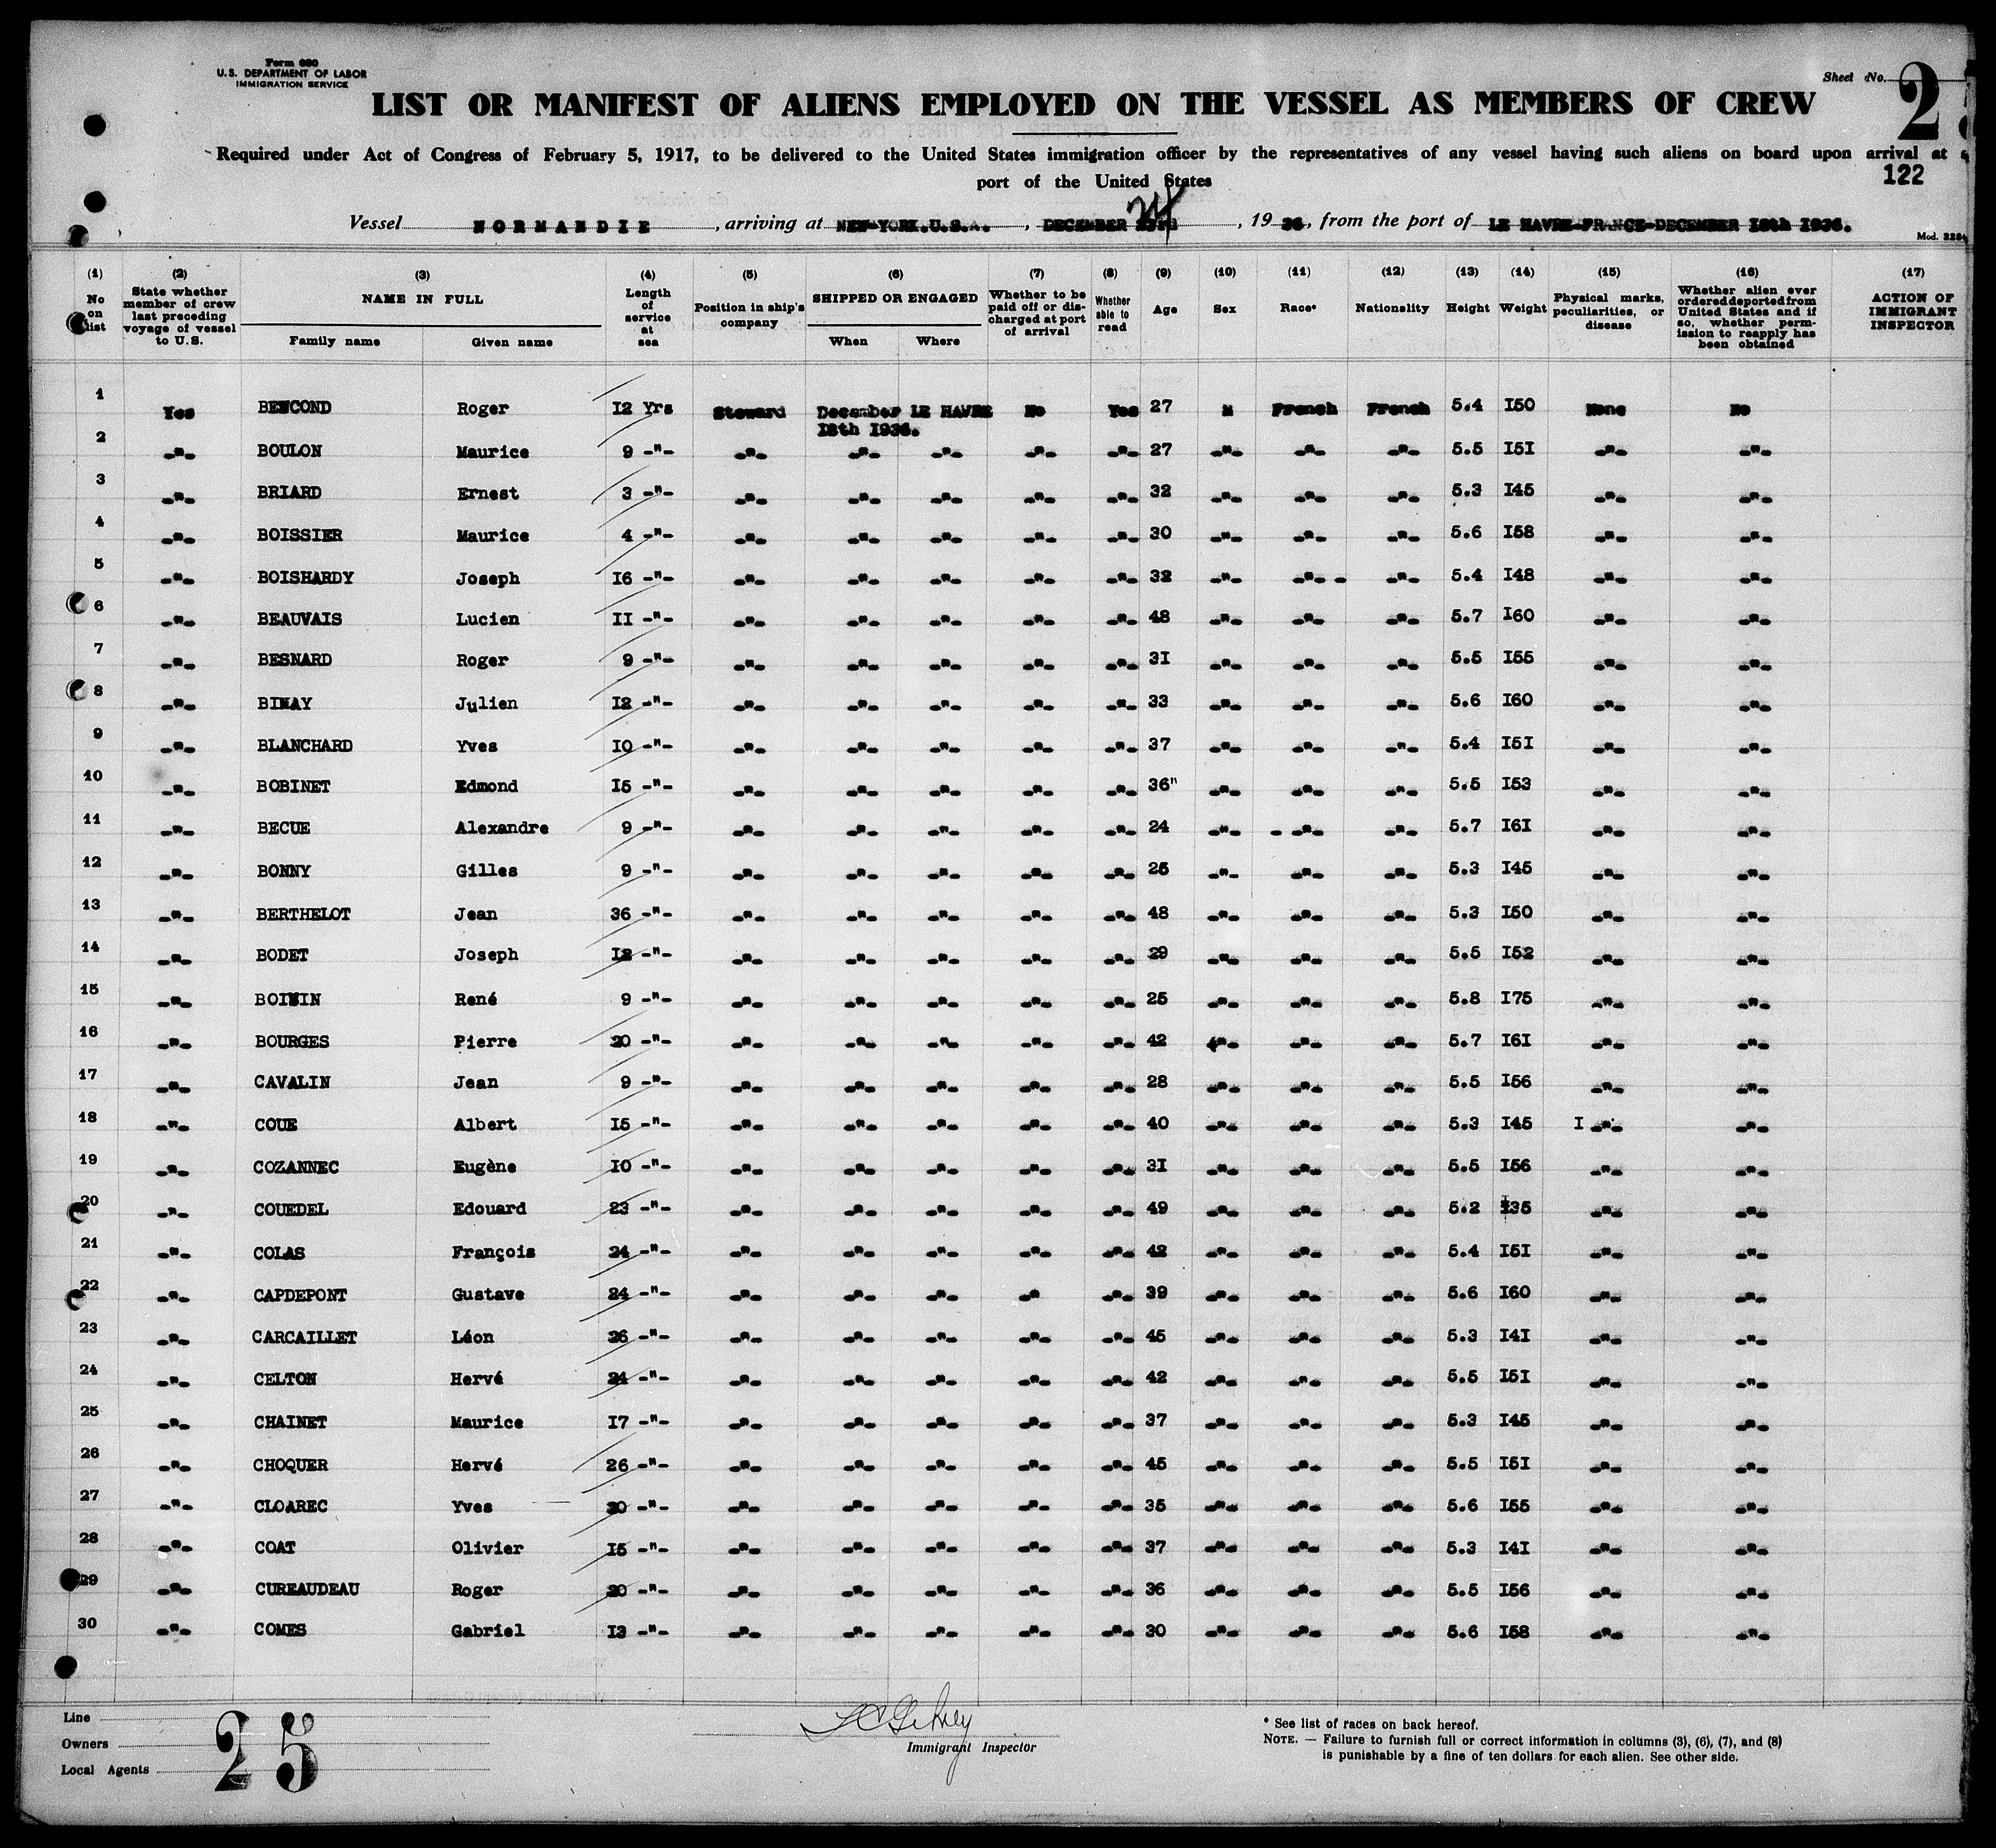 Form 680
U.S. DEPARTMENT OF LABOR
IMMIGRATION SERVICE
Sheet No. 2
LIST OR MANIFEST OF ALIENS EMPLOYED ON THE VESSEL AS MEMBERS OF CREW
Required under Act of Congress of February 5, 1917, to be delivered to the United States immigration officer by the representatives of any vessel having such aliens on board upon arrival at
port of the United States
122
Vessel NORMANDIE, arriving at NEW-YORK.U.S.A., DECEMBER 24, 19 36, from the port of LE HAVRE-FRANCE-DECEMBER 18th 1936.
(1) No on list (2) State whether member of crew last preceding voyage of vessel to U.S. (3) NAME IN FULL Family name Given name (4) Length of service at sea (5) Position in ship's company (6) SHIPPED OR ENGAGED When Where (7) Whether to be paid off or discharged at port of arrival (8) Whether able to read (9) Age (10) Sex (11) Race* (12) Nationality (13) Height (14) Weight (15) Physical marks, peculiarities, or disease (16) Whether alien ever ordered deported from United States and if so, whether permission to reapply has been obtained (17) ACTION OF IMMIGRANT INSPECTOR
1 Yes Roger I2 Yrs Steward December I8th I936. LE HAVRE No Yes 27 M French French 5.4 I50 None No
2 -"- BOULON Maurice 9 -"- -"- -"- -"- -"- -"- 27 -"- -"- -"- 5.5 I5I -"- -"-
3 -"- BRIARD Ernest 3 -"- -"- -"- -"- -"- -"- 32 -"- -"- -"- 5.3 I45 -"- -"-
4 -"- BOISSIER Maurice 4 -"- -"- -"- -"- -"- -"- 30 -"- -"- -"- 5.6 I58 -"- -"-
5 -"- BOISHARDY Joseph I6 -"- -"- -"- -"- -"- -"- 32 -"- -"- -"- 5.4 I48 -"- -"-
6 -"- BEAUVAIS Lucien II -"- -"- -"- -"- -"- -"- 48 -"- -"- -"- 5.7 I60 -"- -"-
7 -"- BESNARD Roger 9 -"- -"- -"- -"- -"- -"- 3I -"- -"- -"- 5.5 I55 -"- -"-
8 -"- Julien I2 -"- -"- -"- -"- -"- -"- 33 -"- -"- -"- 5.6 I60 -"- -"-
9 -"- BLANCHARD Yves I0 -"- -"- -"- -"- -"- -"- 37 -"- -"- -"- 5.4 I5I -"- -"-
10 -"- BOBINET Edmond I5 -"- -"- -"- -"- -"- -"- 36" -"- -"- -"- 5.5 I53 -"- -"-
11 -"- BECUE Alexandre 9 -"- -"- -"- -"- -"- -"- 24 -"- -"- -"- 5.7 I6I -"- -"-
12 -"- BONNY Gilles 9 -"- -"- -"- -"- -"- -"- 25 -"- -"- -"- 5.3 I45 -"- -"-
13 -"- BERTHELOT Jean 36 -"- -"- -"- -"- -"- -"- 48 -"- -"- -"- 5.3 I50 -"- -"-
14 -"- BODET Joseph I2 -"- -"- -"- -"- -"- -"- 29 -"- -"- -"- 5.5 I52 -"- -"-
15 -"- René 9 -"- -"- -"- -"- -"- -"- 25 -"- -"- -"- 5.8 I75 -"- -"-
16 -"- BOURGES Pierre 20 -"- -"- -"- -"- -"- -"- 42 -"- -"- -"- 5.7 I6I -"- -"-
17 -"- CAVALIN Jean 9 -"- -"- -"- -"- -"- -"- 28 -"- -"- -"- 5.5 I56 -"- -"-
18 -"- COUE Albert I5 -"- -"- -"- -"- -"- -"- 40 -"- -"- -"- 5.3 I45 I -"- -"-
19 -"- COZANNEC Eugène I0 -"- -"- -"- -"- -"- -"- 3I -"- -"- -"- 5.5 I56 -"- -"-
20 -"- COUEDEL Edouard 23 -"- -"- -"- -"- -"- -"- 49 -"- -"- -"- 5.2 I35 -"- -"-
21 -"- COLAS François 24 -"- -"- -"- -"- -"- -"- 42 -"- -"- -"- 5.4 I5I -"- -"-
22 -"- CAPDEPONT Gustave 24 -"- -"- -"- -"- -" -"- 39 -"- -"- -"- 5.6 I60 -"- -"-
23 -"- CARCAILLET Léon 26 -"- -"- -"- -"- -"- -"- 45 -"- -"- -"- 5.3 I4I -"- -"-
24 -"- CELTON Hervé 24 -"- -"- -"- -"- -"- -"- 42 -"- -"- -"- 5.5 I5I -"- -"-
25 -"- CHAINET Maurice I7 -"- -"- -"- -"- -"- -"- 37 -"- -"- -"- 5.3 I45 -"- -"-
26 -"- CHOQUER Hervé 26 -"- -"- -"- -"- -"- -"- 45 -"- -"- -"- 5.5 I5I -"- -"-
27 -"- CLOAREC Yves 20 -"- -"- -"- -"- -"- -"- 35 -"- -"- -"- 5.6 I55 -"- -"-
28 -"- COAT Olivier I5 -"- -"- -"- -"- -"- -"- 37 -"- -"- -"- 5.3 I4I -"- -"-
29 -"- CUREAUDEAU Roger 20 -"- -"- -"- -"- -"- -"- 36 -"- -"- -"- 5.5 I56 -"- -"-
30 -"- COMES Gabriel I3 -"- -"- -"- -"- -"- -"- 30 -"- -"- -"- 5.6 I58 -"- -"-
Line
Owners
Local Agents
25
Immigrant Inspector
* See list of races on back hereof.
NOTE. — Failure to furnish full or correct information in columns (3), (6), (7), and (8)
is punishable by a fine of ten dollars for each alien. See other side.